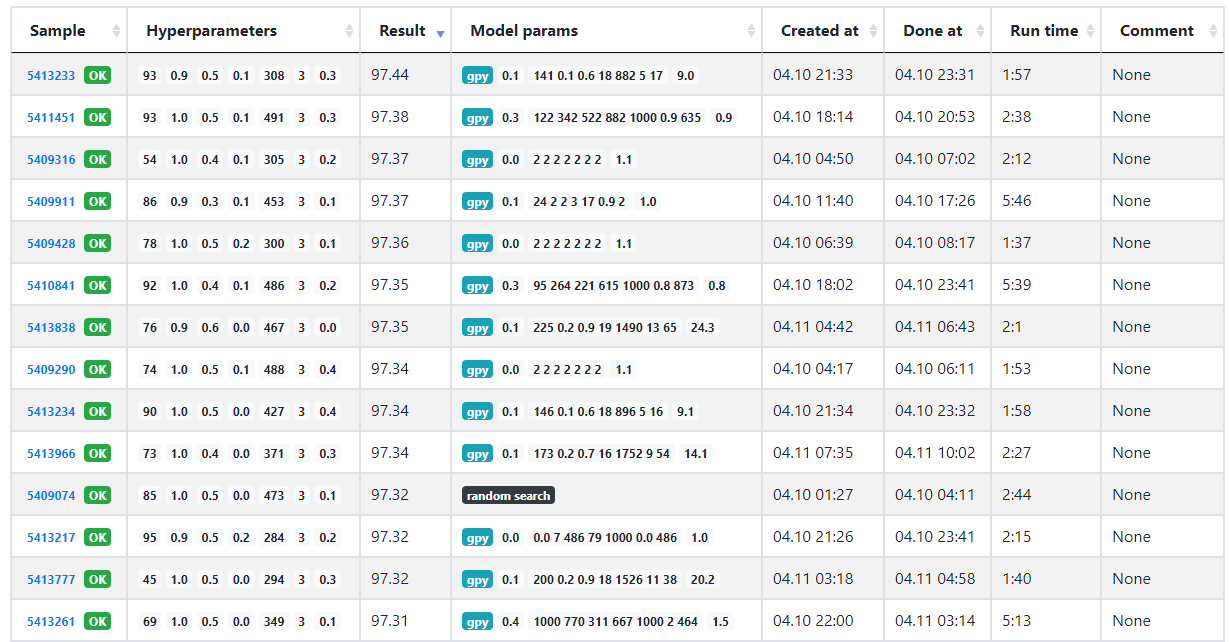 Sample Hyperparameters Result Model params Created at Done at Run time Comment
5413233 OK 93 0.9 0.5 0.1 308 3 0.3 97.44 gpy 0.1 141 0.1 0.6 18 882 5 17 9.0 04.10 21:33 04.10 23:31 1:57 None
5411451 OK 93 1.0 0.5 0.1 491 3 0.3 97.38 gpy 0.3 122 342 522 882 1000 0.9 635 0.9 04.10 18:14 04.10 20:53 2:38 None
5409316 OK 54 1.0 0.4 0.1 305 3 0.2 97.37 gpy 0.0 2 2 2 2 2 2 2 1.1 04.10 04:50 04.10 07:02 2:12 None
5409911 OK 86 0.9 0.3 0.1 453 3 0.1 97.37 gpy 0.1 24 2 2 3 17 0.9 2 1.0 04.10 11:40 04.10 17:26 5:46 None
5409428 OK 78 1.0 0.5 0.2 300 3 0.1 97.36 gpy 0.0 2 2 2 2 2 2 2 1.1 04.10 06:39 04.10 08:17 1:37 None
5410841 OK 92 1.0 0.4 0.1 486 3 0.2 97.35 gpy 0.3 95 264 221 615 1000 0.8 873 0.8 04.10 18:02 04.10 23:41 5:39 None
5413838 OK 76 0.9 0.6 0.0 467 3 0.0 97.35 gpy 0.1 225 0.2 0.9 19 1490 13 65 24.3 04.11 04:42 04.11 06:43 2:1 None
5409290 OK 74 1.0 0.5 0.1 488 3 0.4 97.34 gpy 0.0 2 2 2 2 2 2 2 1.1 04.10 04:17 04.10 06:11 1:53 None
5413234 OK 90 1.0 0.5 0.0 427 3 0.4 97.34 gpy 0.1 146 0.1 0.6 18 896 5 16 9.1 04.10 21:34 04.10 23:32 1:58 None
5413966 OK 73 1.0 0.4 0.0 371 3 0.3 97.34 gpy 0.1 173 0.2 0.7 16 1752 9 54 14.1 04.11 07:35 04.11 10:02 2:27 None
5409074 OK 85 1.0 0.5 0.0 473 3 0.1 97.32 random search 04.10 01:27 04.10 04:11 2:44 None
5413217 OK 95 0.9 0.5 0.2 284 3 0.2 97.32 gpy 0.0 0.0 7 486 79 1000 0.0 486 1.0 04.10 21:26 04.10 23:41 2:15 None
5413777 OK 45 1.0 0.5 0.0 294 3 0.3 97.32 gpy 0.1 200 0.2 0.9 18 1526 11 38 20.2 04.11 03:18 04.11 04:58 1:40 None
5413261 OK 69 1.0 0.5 0.0 349 3 0.1 97.31 gpy 0.4 1000 770 311 667 1000 2 464 1.5 04.10 22:00 04.11 03:14 5:13 None